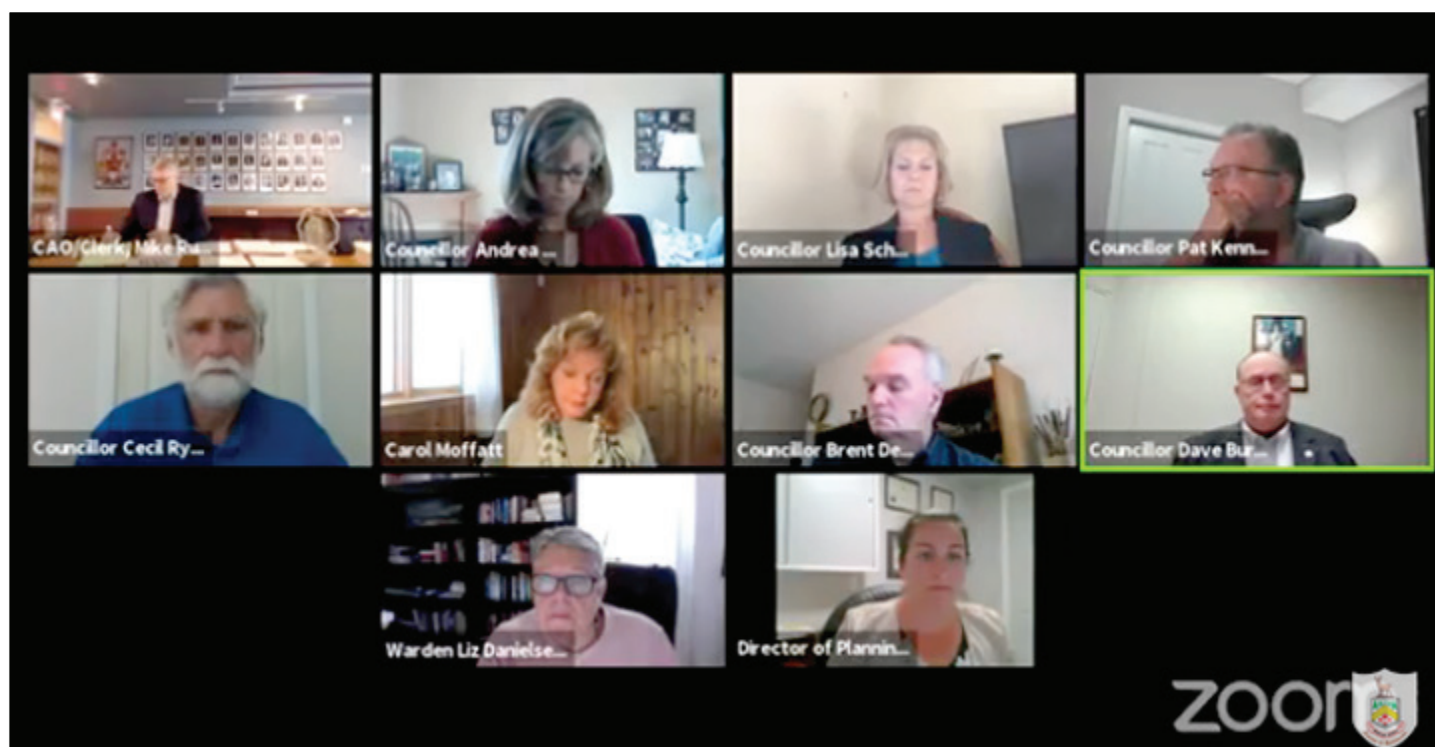 CAO/Clerk, Mike Ru...
Councillor Andrea ...
Councillor Lisa Sch...
Councillor Pat Kenn...
Councillor Cecil Ry...
Carol Moffatt
Councillor Brent De...
Councillor Dave Bur...
Warden Liz Danielse...
Director of Plannin...
zoom